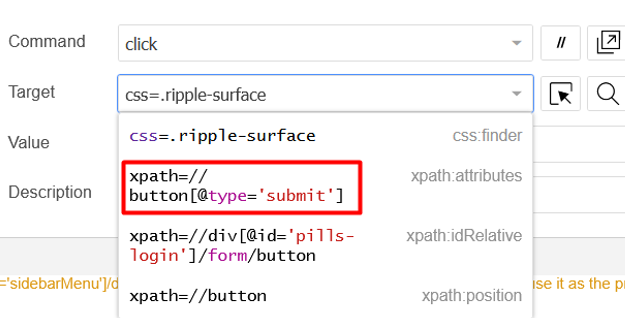 Command click //
Target css=.ripple-surface
Value css=.ripple-surface css:finder
xpath=// xpath:attributes
button[@type='submit']
Description
xpath=//div[@id='pills- xpath:idRelative
login']/form/button
='sidebarMenu']/d use it as the pr
xpath=//button xpath:position